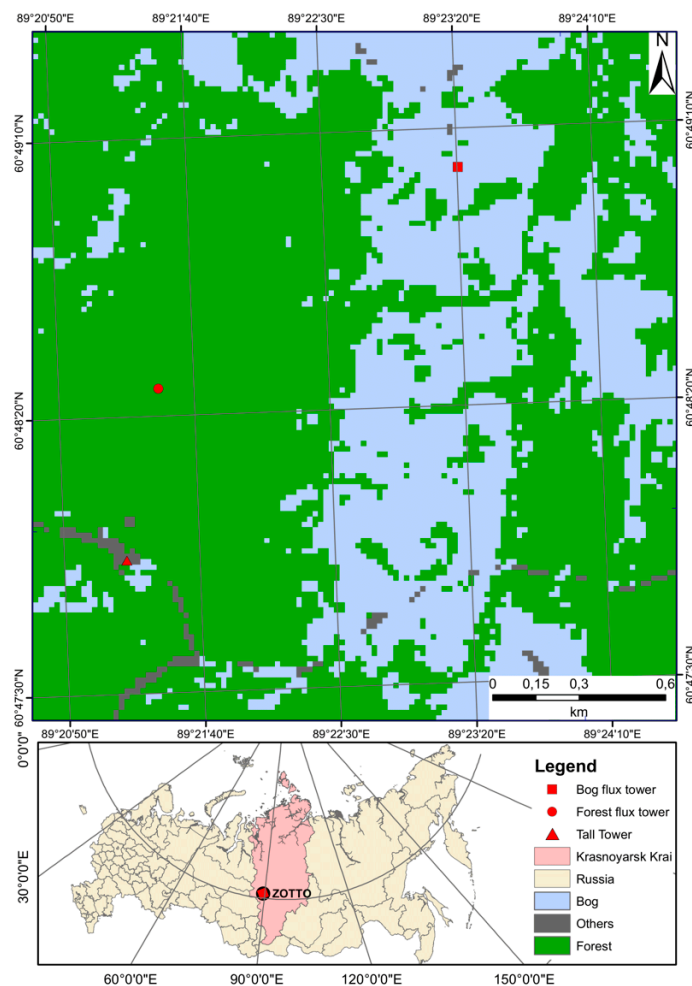 89°20'50"E 89°21'40"E 89°22'30"E 89°23'20"E 89°24'10"E
N
60°49'10"N 60°49'10"N
60°48'20"N 60°48'20"N
60°47'30"N 60°47'30"N
0 0,15 0,3 0,6
km
89°20'50"E 89°21'40"E 89°22'30"E 89°23'20"E 89°24'10"E
0°0'0"
30°0'0"E
ZOTTO
Legend
Bog flux tower
Forest flux tower
Tall Tower
Krasnoyarsk Krai
Russia
Bog
Others
Forest
60°0'0"E 90°0'0"E 120°0'0"E 150°0'0"E